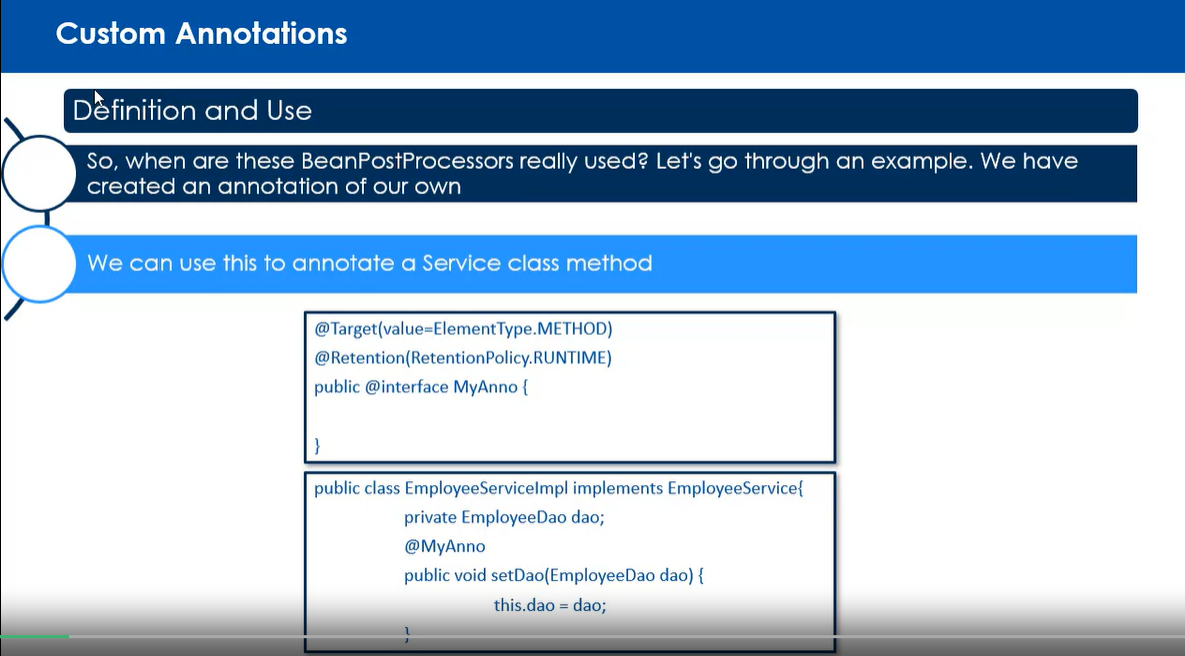 Custom Annotations
Definition and Use
So, when are these BeanPostProcessors really used? Let's go through an example. We have
created an annotation of our own
We can use this to annotate a Service class method
@Target(value=ElementType.METHOD)
@Retention(RetentionPolicy.RUNTIME)
public @interface MyAnno {
}
public class EmployeeServiceImpl implements EmployeeService{
private EmployeeDao dao;
@MyAnno
public void setDao(EmployeeDao dao) {
this.dao = dao;
}